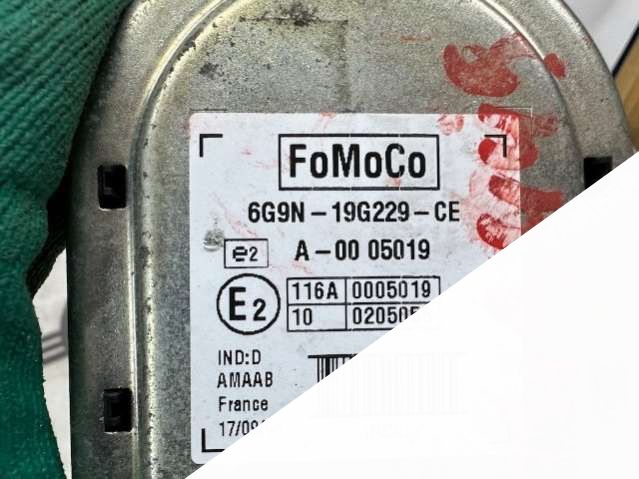 FoMoCo
6G9N-19G229-CE
e2 A-00 05019
E2 116A 0005019
10
IND:D
AMAAB
France